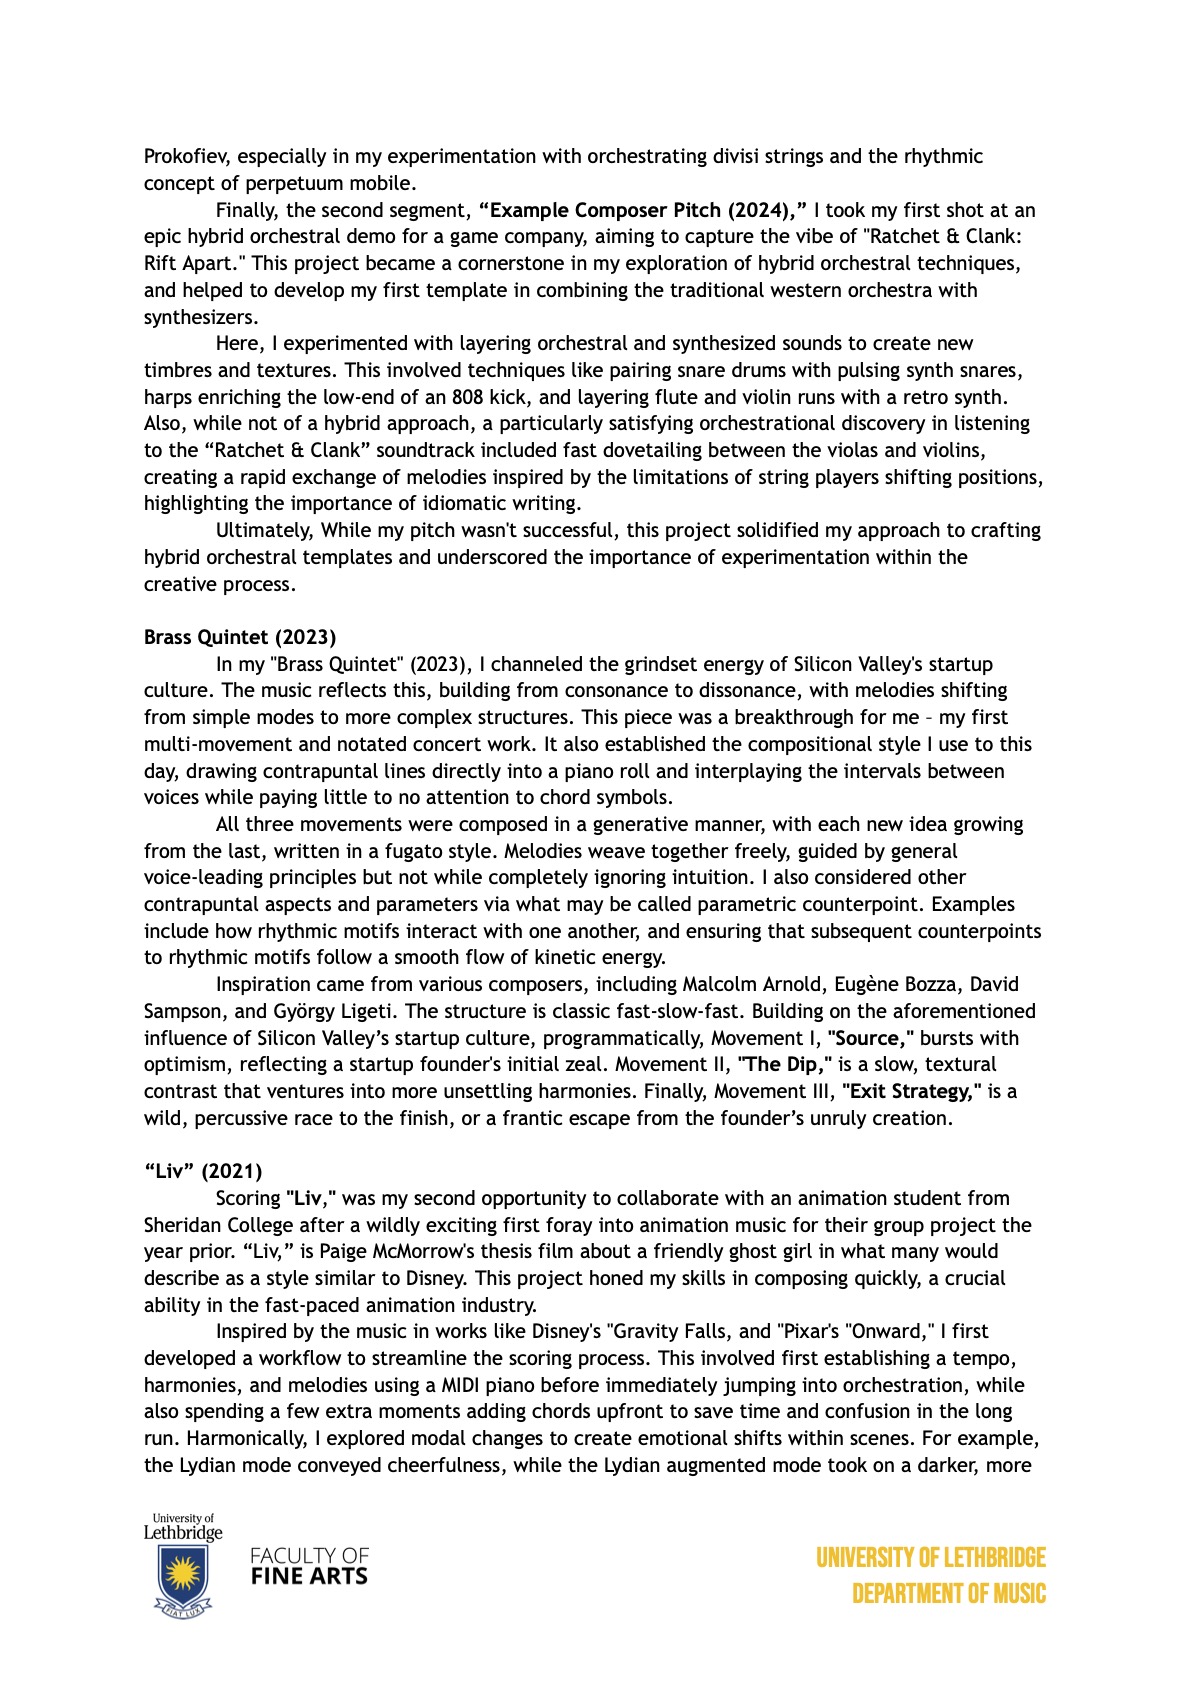 Prokofiev, especially in my experimentation with orchestrating divisi strings and the rhythmic
concept of perpetuum mobile.
Finally, the second segment, “Example Composer Pitch (2024),” I took my first shot at an
epic hybrid orchestral demo for a game company, aiming to capture the vibe of "Ratchet & Clank:
Rift Apart." This project became a cornerstone in my exploration of hybrid orchestral techniques,
and helped to develop my first template in combining the traditional western orchestra with
synthesizers.
Here, I experimented with layering orchestral and synthesized sounds to create new
timbres and textures. This involved techniques like pairing snare drums with pulsing synth snares,
harps enriching the low-end of an 808 kick, and layering flute and violin runs with a retro synth.
Also, while not of a hybrid approach, a particularly satisfying orchestrational discovery in listening
to the “Ratchet & Clank” soundtrack included fast dovetailing between the violas and violins,
creating a rapid exchange of melodies inspired by the limitations of string players shifting positions,
highlighting the importance of idiomatic writing.
Ultimately, While my pitch wasn't successful, this project solidified my approach to crafting
hybrid orchestral templates and underscored the importance of experimentation within the
creative process.
Brass Quintet (2023)
In my "Brass Quintet" (2023), I channeled the grindset energy of Silicon Valley's startup
culture. The music reflects this, building from consonance to dissonance, with melodies shifting
from simple modes to more complex structures. This piece was a breakthrough for me – my first
multi-movement and notated concert work. It also established the compositional style I use to this
day, drawing contrapuntal lines directly into a piano roll and interplaying the intervals between
voices while paying little to no attention to chord symbols.
All three movements were composed in a generative manner, with each new idea growing
from the last, written in a fugato style. Melodies weave together freely, guided by general
voice-leading principles but not while completely ignoring intuition. I also considered other
contrapuntal aspects and parameters via what may be called parametric counterpoint. Examples
include how rhythmic motifs interact with one another, and ensuring that subsequent counterpoints
to rhythmic motifs follow a smooth flow of kinetic energy.
Inspiration came from various composers, including Malcolm Arnold, Eugène Bozza, David
Sampson, and György Ligeti. The structure is classic fast-slow-fast. Building on the aforementioned
influence of Silicon Valley’s startup culture, programmatically, Movement I, "Source," bursts with
optimism, reflecting a startup founder's initial zeal. Movement II, "The Dip," is a slow, textural
contrast that ventures into more unsettling harmonies. Finally, Movement III, "Exit Strategy," is a
wild, percussive race to the finish, or a frantic escape from the founder’s unruly creation.
“Liv” (2021)
Scoring "Liv," was my second opportunity to collaborate with an animation student from
Sheridan College after a wildly exciting first foray into animation music for their group project the
year prior. “Liv,” is Paige McMorrow's thesis film about a friendly ghost girl in what many would
describe as a style similar to Disney. This project honed my skills in composing quickly, a crucial
ability in the fast-paced animation industry.
Inspired by the music in works like Disney's "Gravity Falls, and "Pixar's "Onward," I first
developed a workflow to streamline the scoring process. This involved first establishing a tempo,
harmonies, and melodies using a MIDI piano before immediately jumping into orchestration, while
also spending a few extra moments adding chords upfront to save time and confusion in the long
run. Harmonically, I explored modal changes to create emotional shifts within scenes. For example,
the Lydian mode conveyed cheerfulness, while the Lydian augmented mode took on a darker, more
University of
Lethbridge
FIAT LUX
FACULTY OF
FINE ARTS
UNIVERSITY OF LETHBRIDGE
DEPARTMENT OF MUSIC